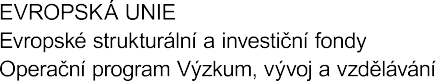 EVROPSKÁ UNIE
Evropské strukturální a investiční fondy
Operační program Výzkum, vývoj a vzdělávání